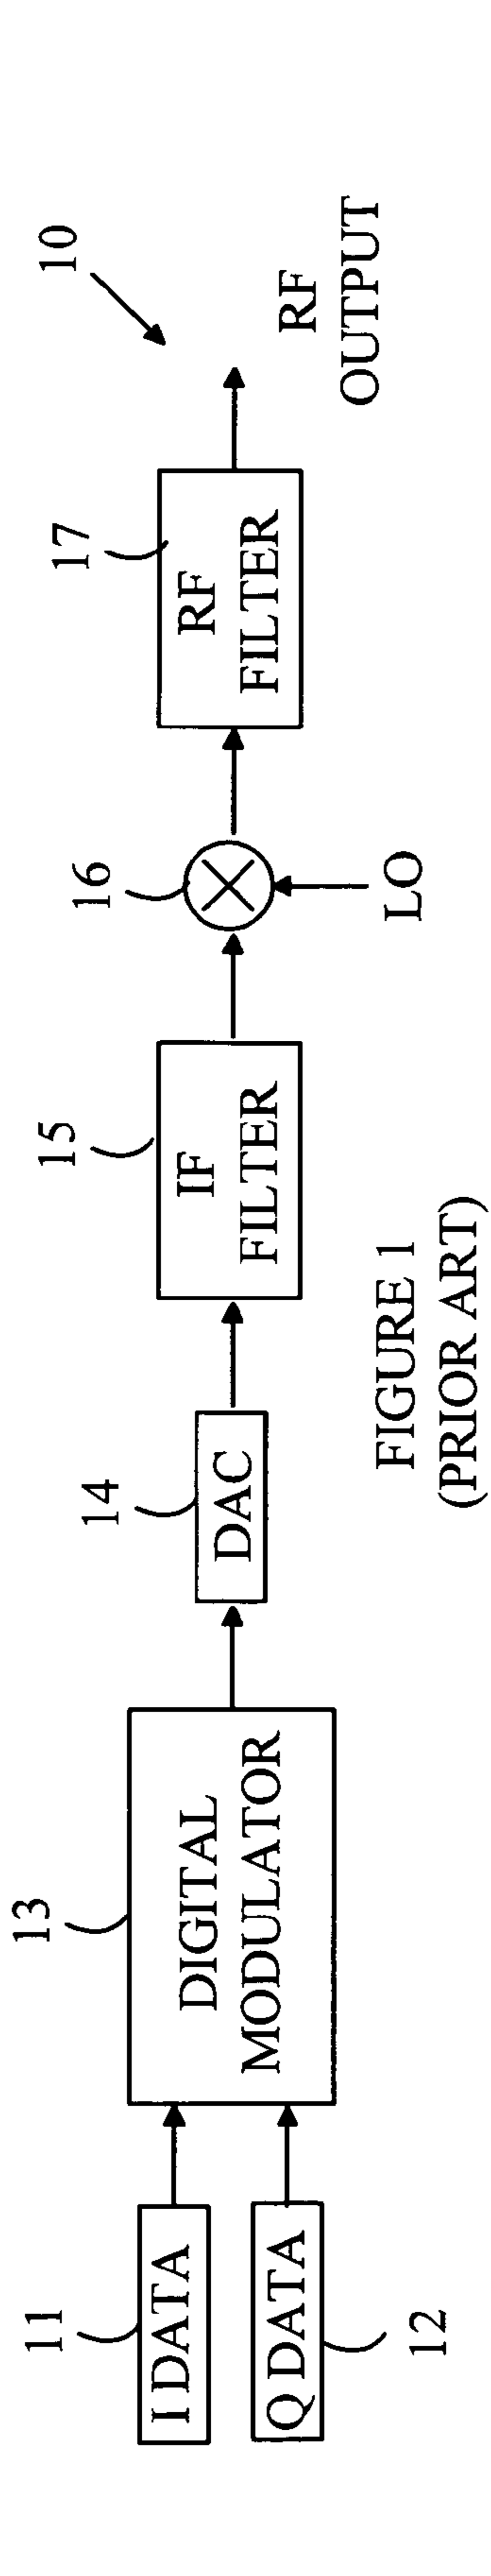 10
11
I DATA
Q DATA
12
13
DIGITAL
MODULATOR
14
DAC
15
IF
FILTER
16
LO
17
RF
FILTER
RF
OUTPUT
FIGURE 1
(PRIOR ART)